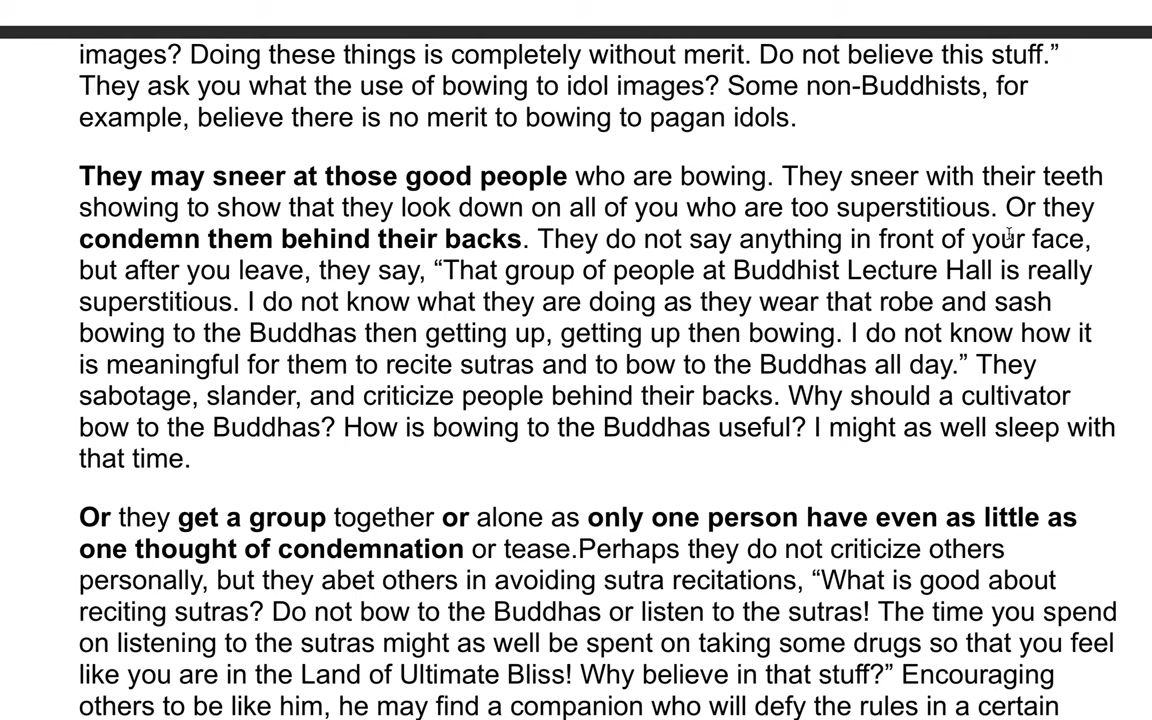 images? Doing these things is completely without merit. Do not believe this stuff.”
They ask you what the use of bowing to idol images? Some non-Buddhists, for
example, believe there is no merit to bowing to pagan idols.
They may sneer at those good people who are bowing. They sneer with their teeth
showing to show that they look down on all of you who are too superstitious. Or they
condemn them behind their backs. They do not say anything in front of your face,
but after you leave, they say, “That group of people at Buddhist Lecture Hall is really
superstitious. I do not know what they are doing as they wear that robe and sash
bowing to the Buddhas then getting up, getting up then bowing. I do not know how it
is meaningful for them to recite sutras and to bow to the Buddhas all day.” They
sabotage, slander, and criticize people behind their backs. Why should a cultivator
bow to the Buddhas? How is bowing to the Buddhas useful? I might as well sleep with
that time.
Or they get a group together or alone as only one person have even as little as
one thought of condemnation or tease.Perhaps they do not criticize others
personally, but they abet others in avoiding sutra recitations, “What is good about
reciting sutras? Do not bow to the Buddhas or listen to the sutras! The time you spend
on listening to the sutras might as well be spent on taking some drugs so that you feel
like you are in the Land of Ultimate Bliss! Why believe in that stuff?” Encouraging
others to be like him, he may find a companion who will defy the rules in a certain